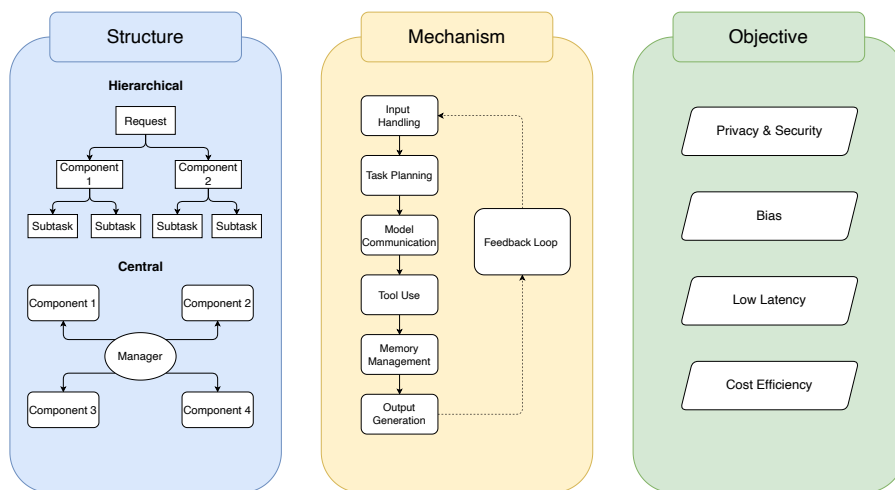 Structure
Hierarchical
Request
Component
1
Component
2
Subtask
Subtask
Subtask
Subtask
Central
Component 1
Component 2
Manager
Component 3
Component 4
Mechanism
Input
Handling
Task Planning
Model
Communication
Feedback Loop
Tool Use
Memory
Management
Output
Generation
Objective
Privacy & Security
Bias
Low Latency
Cost Efficiency